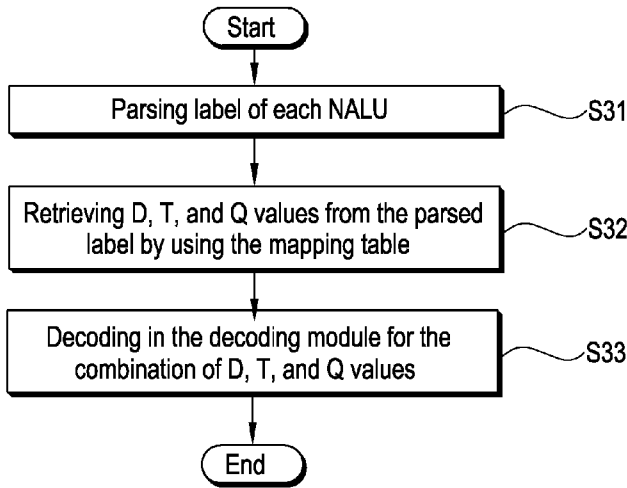 Start
Parsing label of each NALU
S31
Retrieving D, T, and Q values from the parsed
label by using the mapping table
S32
Decoding in the decoding module for the
combination of D, T, and Q values
S33
End